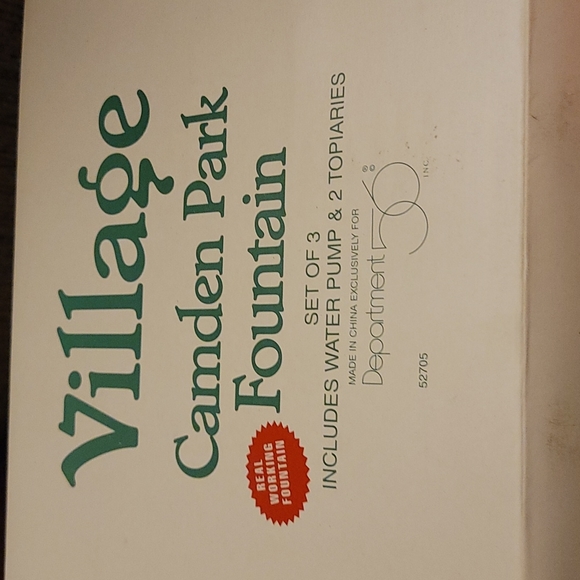 Village
Camden Park
Fountain
REAL
WORKING
FOUNTAIN
SET OF 3
INCLUDES WATER PUMP & 2 TOPIARIES
MADE IN CHINA EXCLUSIVELY FOR
Department 56 ® ©
INC.
52705